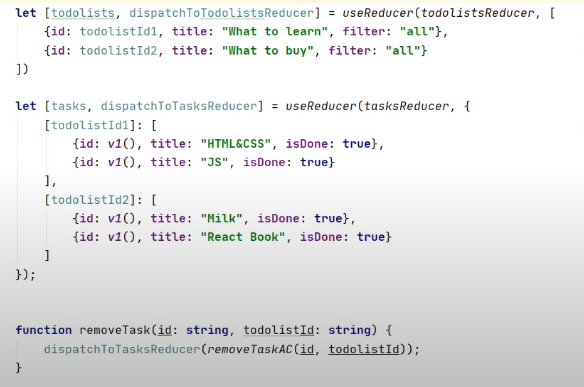 let [todolists, dispatchToTodolistsReducer] = useReducer(todolistsReducer, [
{id: todolistId1, title: "What to learn", filter: "all"},
{id: todolistId2, title: "What to buy", filter: "all"}
])
let [tasks, dispatchToTasksReducer] = useReducer(tasksReducer, {
[todolistId1]: [
{id: v1(), title: "HTML&CSS", isDone: true},
{id: v1(), title: "JS", isDone: true}
],
[todolistId2]: [
{id: v1(), title: "Milk", isDone: true},
{id: v1(), title: "React Book", isDone: true}
]
});
function removeTask(id: string, todolistId: string) {
dispatchToTasksReducer(removeTaskAC(id, todolistId));
}